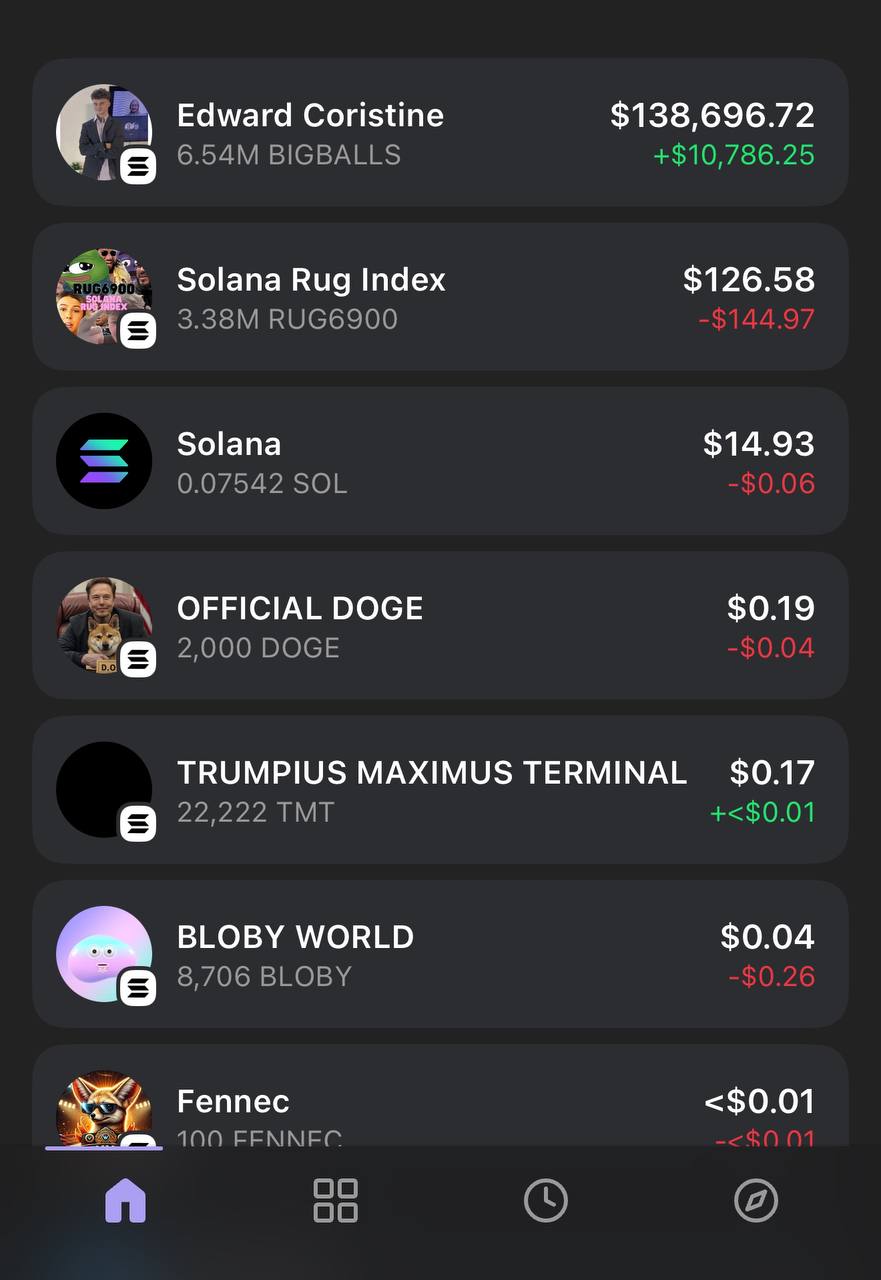 Edward Coristine
$138,696.72
6.54M BIGBALLS
+$10,786.25
RUG6900
SOLANA
RUG INDEX
Solana Rug Index
$126.58
3.38M RUG6900
-$144.97
Solana
$14.93
0.07542 SOL
-$0.06
D.O
OFFICIAL DOGE
$0.19
2,000 DOGE
-$0.04
TRUMPIUS MAXIMUS TERMINAL
$0.17
22,222 TMT
+<$0.01
BLOBY WORLD
$0.04
8,706 BLOBY
-$0.26
Fennec
<$0.01
100 FENNEC
-<$0.01